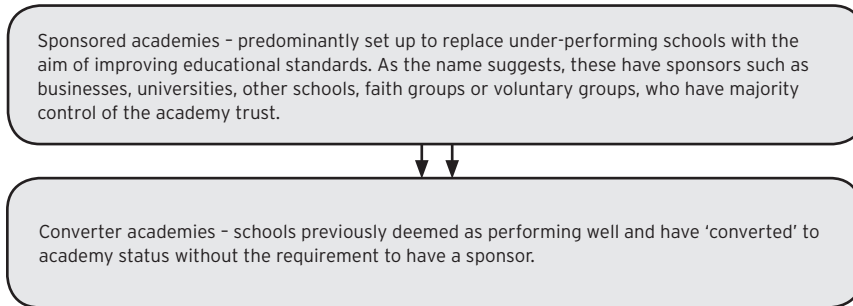 Sponsored academies – predominantly set up to replace under-performing schools with the
aim of improving educational standards. As the name suggests, these have sponsors such as
businesses, universities, other schools, faith groups or voluntary groups, who have majority
control of the academy trust.
Converter academies – schools previously deemed as performing well and have ‘converted’ to
academy status without the requirement to have a sponsor.